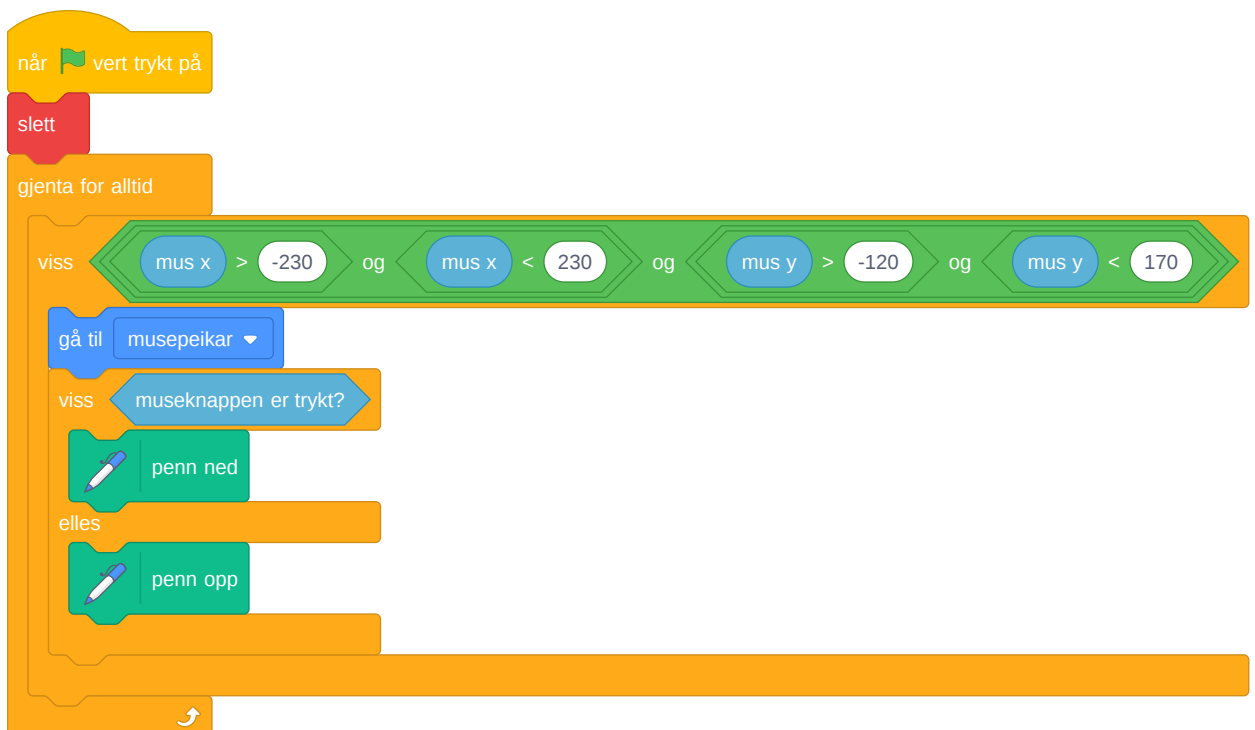 når vert trykt på
slett
gjenta for alltid
viss mus x > -230 og mus x < 230 og mus y > -120 og mus y < 170
gå til musepeikar
viss museknappen er trykt?
penn ned
elles
penn opp